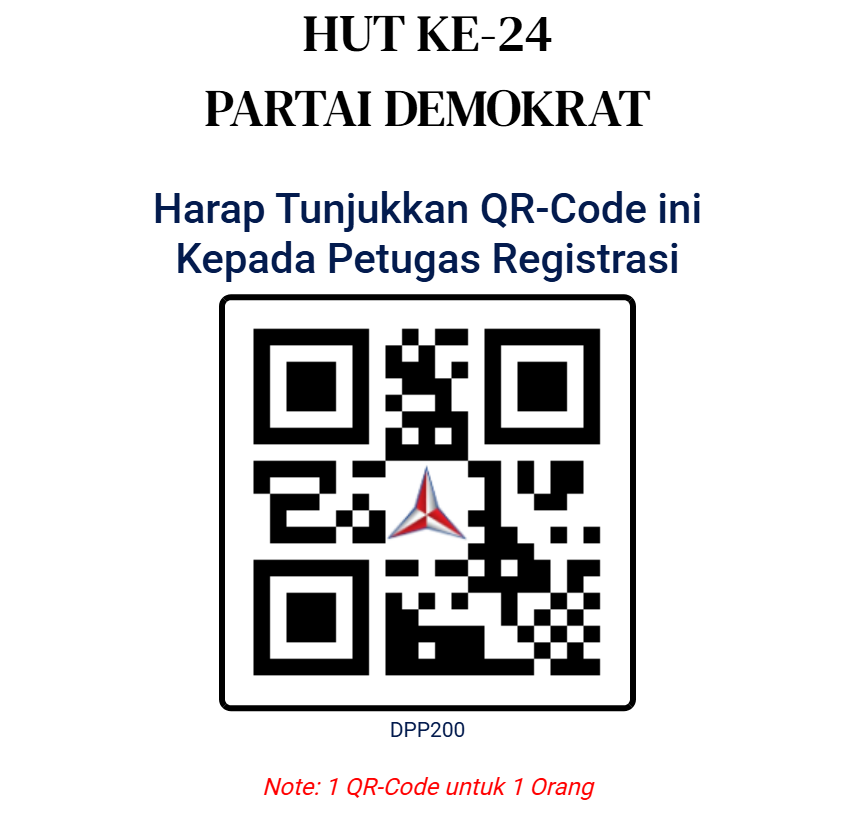 HUT KE-24
PARTAI DEMOKRAT
Harap Tunjukkan QR-Code ini
Kepada Petugas Registrasi
DPP200
Note: 1 QR-Code untuk 1 Orang